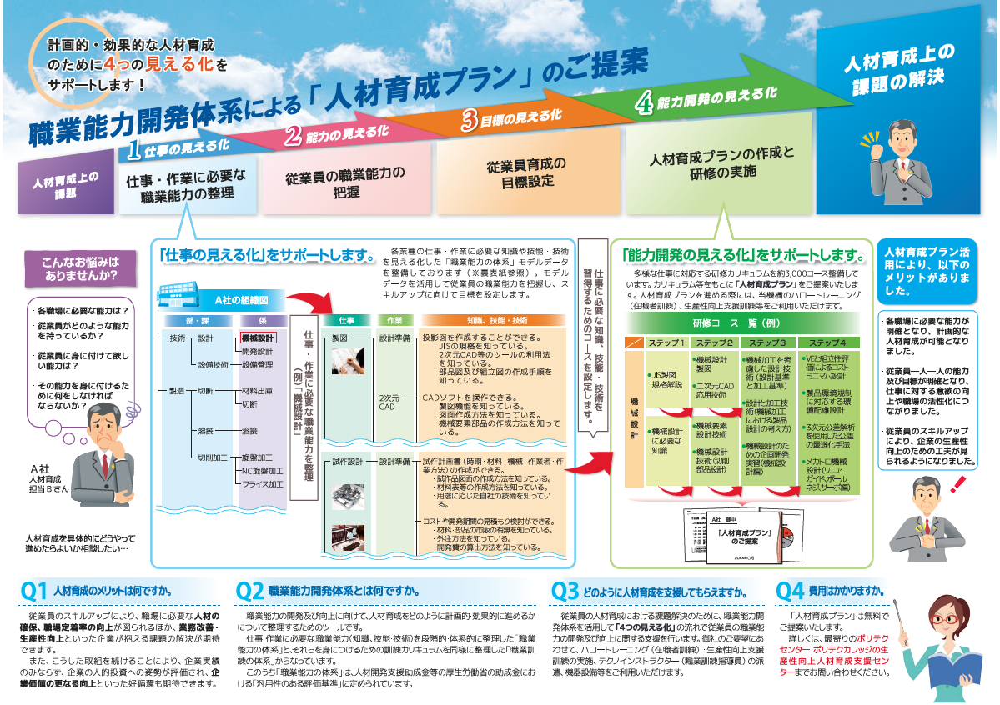 計画的・効果的な人材育成
のために4つの見える化を
サポートします！
職業能力開発体系による「人材育成プラン」のご提案
人材育成上の
課題
1 仕事の見える化
仕事・作業に必要な
職業能力の整理
2 能力の見える化
従業員の職業能力の
把握
3 目標の見える化
従業員育成の
目標設定
4 能力開発の見える化
人材育成プランの作成と
研修の実施
人材育成上の
課題の解決
こんなお悩みは
ありませんか?
・各職場に必要な能力は？
・従業員がどのような能力
を持っているか？
・従業員に身に付けて欲し
い能力は？
・その能力を身に付けるた
めに何をしなければ
ならないか？
A社
人材育成
担当Bさん
人材育成を具体的にどうやって
進めたらよいか相談したい…
「仕事の見える化」をサポートします。
各業種の仕事・作業に必要な知識や技能・技術
を見える化した「職業能力の体系」モデルデータ
を整備しております（※裏表紙参照）。モデル
データを活用して従業員の職業能力を把握し、ス
キルアップに向けて目標を設定します。
A社の組織図
部・課
係
技術
設計
機械設計
開発設計
設備技術
設備管理
製造
切断
材料出庫
切断
溶接
溶接
切削加工
旋盤加工
NC旋盤加工
フライス加工
仕事・作業に必要な職業能力を整理
（例）「機械設計」
仕事
作業
知識、技能・技術
製図
設計準備
投影図を作成することができる。
・JISの規格を知っている。
・2次元CAD等のツールの利用法
を知っている。
・部品図及び組立図の作成手順を
知っている。
2次元
CAD
CADソフトを操作できる。
・製図機能を知っている。
・図面作成方法を知っている。
・機械要素部品の作成方法を知って
いる。
試作設計
設計準備
試作計画書（時期・材料・機械・作業者・作
業方法）の作成ができる。
・試作品図面の作成方法を知っている。
・材料表等の作成方法を知っている。
・用途に応じた自社の技術を知ってい
る。
コストや開発期間の見積もり検討ができる。
・材料・部品の市販の有無を知っている。
・外注方法を知っている。
・開発費の算出方法を知っている。
仕事に必要な知識、技能・技術を
習得するためのコースを設定します。
「能力開発の見える化」をサポートします。
多様な仕事に対応する研修カリキュラムを約3,000コース整備して
います。カリキュラム等をもとに「人材育成プラン」をご提案いたしま
す。人材育成プランを進める際には、当機構のハロートレーニング
（在職者訓練）、生産性向上支援訓練等をご利用いただけます。
研修コース一覧（例）
ステップ1
ステップ2
ステップ3
ステップ4
機械設計
・JIS製図
規格解説
・機械設計
に必要な
知識
・機械設計
製図
・二次元CAD
応用技術
・機械要素
設計技術
・機械設計
技術(切削
部品設計)
・機械加工を考
慮した設計技
術（設計基準
と加工基準）
・設計と加工技
術（機械加工
における製品
設計の考え方）
・機械設計のた
めの企画開発
実習（機械設
計編）
・VEと組立性評
価によるコスト
ミニマム設計
・製品環境規制
に対応する環
境配慮設計
・3次元公差解析
を使用した公差
の最適化手法
・メカトロ機械
設計（リニア
ガイド、ボール
ネジ、サーボ編）
A社 御中
「人材育成プラン」
のご提案
20XX年○月
人材育成プラン活
用により、以下の
メリットがありま
した。
・各職場に必要な能力が
明確となり、計画的な
人材育成が可能となり
ました。
・従業員一人一人の能力
及び目標が明確となり、
仕事に対する意欲の向
上や職場の活性化につ
ながりました。
・従業員のスキルアップ
により、企業の生産性
向上のための工夫が見
られるようになりました。
Q1 人材育成のメリットは何ですか。
従業員のスキルアップにより、職場に必要な人材の
確保、職場定着率の向上が図られるほか、業務改善・
生産性向上といった企業が抱える課題の解決が期待
できます。
また、こうした取組を続けることにより、企業実績
のみならず、企業の人的投資への姿勢が評価され、企
業価値の更なる向上といった好循環も期待できます。
Q2 職業能力開発体系とは何ですか。
職業能力の開発及び向上に向けて、人材育成をどのように計画的・効果的に進めるか
について整理するためのツールです。
仕事・作業に必要な職業能力（知識、技能・技術）を段階的・体系的に整理した「職業
能力の体系」と、それらを身につけるための訓練カリキュラムを同様に整理した「職業訓
練の体系」からなっています。
このうち「職業能力の体系」は、人材開発支援助成金等の厚生労働省の助成金にお
ける「汎用性のある評価基準」に定められています。
Q3 どのように人材育成を支援してもらえますか。
従業員の人材育成における課題解決のために、職業能力開
発体系を活用して「4つの見える化」の流れで従業員の職業能
力の開発及び向上に関する支援を行います。御社のご要望にあ
わせて、ハロートレーニング（在職者訓練）・生産性向上支援
訓練の実施、テクノインストラクター（職業訓練指導員）の派
遣、機器設備等をご利用いただけます。
Q4 費用はかかりますか。
「人材育成プラン」は無料で
ご提案いたします。
詳しくは、最寄りのポリテク
センター・ポリテクカレッジの生
産性向上人材育成支援セン
ターまでお問い合わせください。